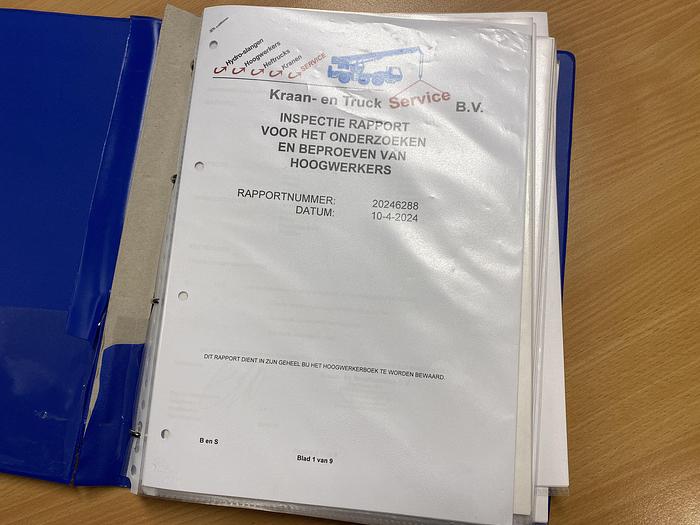 Hydro-slangen
Hoogwerkers
Heftrucks
Kranen
SERVICE
Kraan- en Truck Service B.V.
INSPECTIE RAPPORT
VOOR HET ONDERZOEKEN
EN BEPROEVEN VAN
HOOGWERKERS
RAPPORTNUMMER: 20246288
DATUM: 10-4-2024
DIT RAPPORT DIENT IN ZIJN GEHEEL BIJ HET HOOGWERKERBOEK TE WORDEN BEWAARD.
B en S
Blad 1 van 9